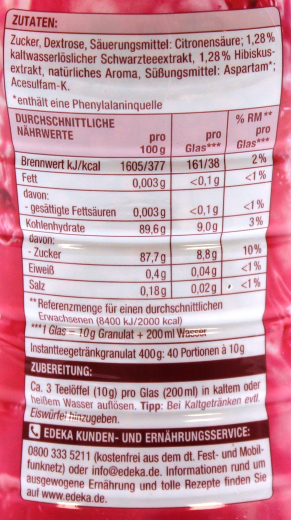 ZUTATEN:
Zucker, Dextrose, Säuerungsmittel: Citronensäure; 1,28%
kaltwasserlöslicher Schwarzteeextrakt, 1,28% Hibiskus-
extrakt, natürliches Aroma, Süßungsmittel: Aspartam*;
Acesulfam-K.
*enthält eine Phenylalaninquelle
DURCHSCHNITTLICHE NÄHRWERTE pro 100g pro Glas*** % RM** pro Glas***
Brennwert kJ/kcal 1605/377 161/38 2%
Fett 0,003g <0,1g <1%
davon:
- gesättigte Fettsäuren 0,003g <0,1g <1%
Kohlenhydrate 89,6g 9,0g 3%
davon:
- Zucker 87,7g 8,8g 10%
Eiweiß 0,4g 0,04g <1%
Salz 0,18g 0,02g <1%
**Referenzmenge für einen durchschnittlichen
Erwachsenen (8400 kJ/2000 kcal)
***1 Glas = 10g Granulat + 200ml Wasser
Instantteegetränkgranulat 400g: 40 Portionen à 10g
ZUBEREITUNG:
Ca. 3 Teelöffel (10g) pro Glas (200ml) in kaltem oder
heißem Wasser auflösen. Tipp: Bei Kaltgetränken evtl.
Eiswürfel hinzugeben.
EDEKA KUNDEN- UND ERNÄHRUNGSSERVICE:
0800 333 5211 (kostenfrei aus dem dt. Fest- und Mobil-
funknetz) oder info@edeka.de. Informationen rund um
ausgewogene Ernährung und tolle Rezepte finden Sie
auf www.edeka.de.